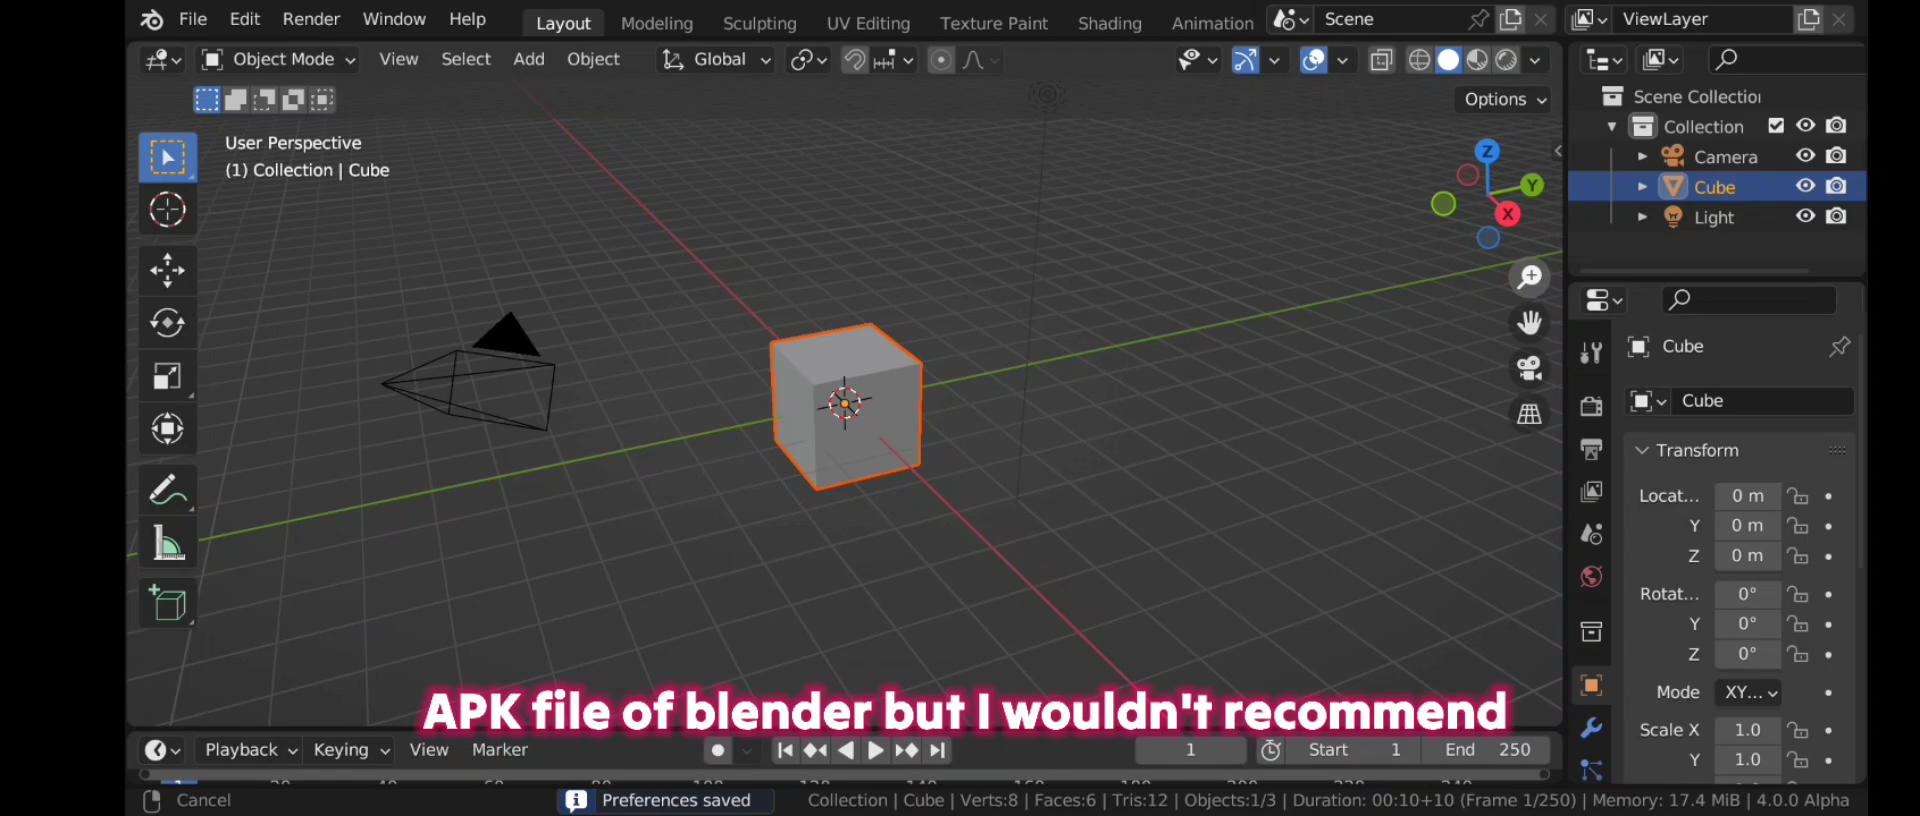 File Edit Render Window Help Layout Modeling Sculpting UV Editing Texture Paint Shading Animation Scene ViewLayer
Object Mode View Select Add Object Global
Options
User Perspective
(1) Collection | Cube
Z
Y
X
Scene Collection
Collection
Camera
Cube
Light
Cube
Cube
Transform
Locat... 0 m
Y 0 m
Z 0 m
Rotat... 0°
Y 0°
Z 0°
Mode XY...
Scale X 1.0
Y 1.0
APK file of blender but I wouldn't recommend
Playback Keying View Marker 1 Start 1 End 250
Cancel Preferences saved Collection | Cube | Verts:8 | Faces:6 | Tris:12 | Objects:1/3 | Duration: 00:10+10 (Frame 1/250) | Memory: 17.4 MiB | 4.0.0 Alpha